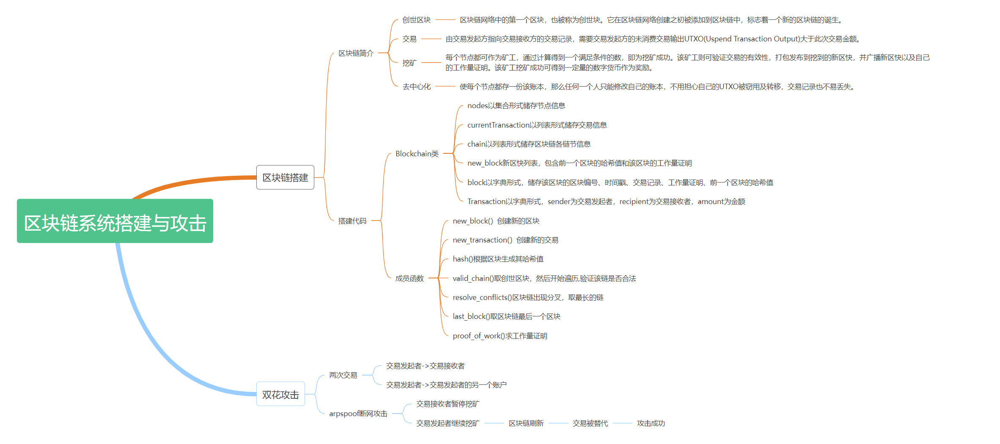 区块链系统搭建与攻击
区块链搭建
区块链简介
创世区块
区块链网络中的第一个区块，也被称为创世块。它在区块链网络创建之初被添加到区块链中，标志着一个新的区块链的诞生。
交易
由交易发起方指向交易接收方的交易记录，需要交易发起方的未消费交易输出UTXO(Uspend Transaction Output)大于此次交易金额。
挖矿
每个节点都可作为矿工，通过计算得到一个满足条件的数，即为挖矿成功。该矿工则可验证交易的有效性，打包发布到挖到的新区快，并广播新区快以及自己
的工作量证明。该矿工挖矿成功可得到一定量的数字货币作为奖励。
去中心化
使每个节点都存一份该账本，那么任何一个人只能修改自己的账本，不用担心自己的UTXO被窃用及转移，交易记录也不易丢失。
搭建代码
Blockchain类
nodes以集合形式储存节点信息
currentTransaction以列表形式储存交易信息
chain以列表形式储存区块链各链节信息
new_block新区快列表，包含前一个区块的哈希值和该区块的工作量证明
block以字典形式，储存该区块的区块编号、时间戳、交易记录、工作量证明、前一个区块的哈希值
Transaction以字典形式，sender为交易发起者，recipient为交易接收者，amount为金额
成员函数
new_block() 创建新的区块
new_transaction() 创建新的交易
hash()根据区块生成其哈希值
valid_chain()取创世区块，然后开始遍历,验证该链是否合法
resolve_conflicts()区块链出现分叉，取最长的链
last_block()取区块链最后一个区块
proof_of_work()求工作量证明
双花攻击
两次交易
交易发起者->交易接收者
交易发起者->交易发起者的另一个账户
arpspoof断网攻击
交易接收者暂停挖矿
交易发起者继续挖矿
区块链刷新
交易被替代
攻击成功